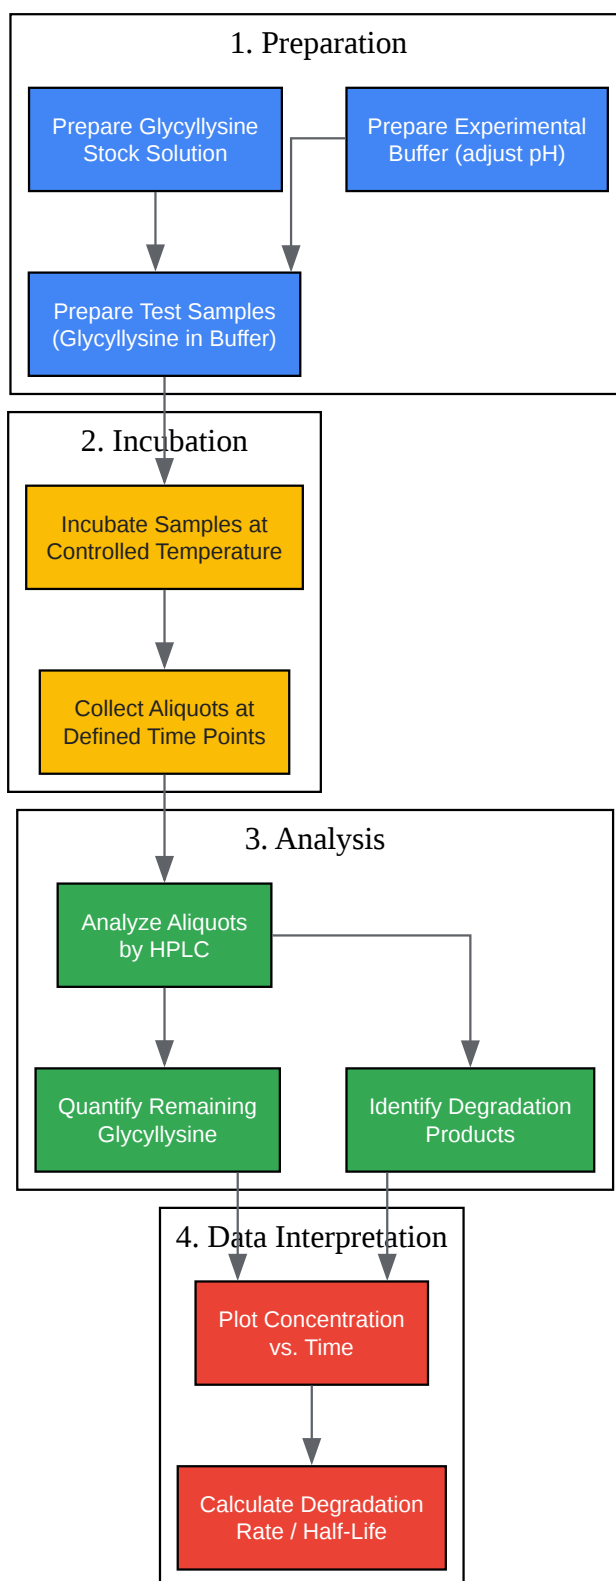 1. Preparation
Prepare Glycyllysine
Stock Solution
Prepare Experimental
Buffer (adjust pH)
Prepare Test Samples
(Glycyllysine in Buffer)
2. Incubation
Incubate Samples at
Controlled Temperature
Collect Aliquots at
Defined Time Points
3. Analysis
Analyze Aliquots
by HPLC
Quantify Remaining
Glycyllysine
Identify Degradation
Products
4. Data Interpretation
Plot Concentration
vs. Time
Calculate Degradation
Rate / Half-Life